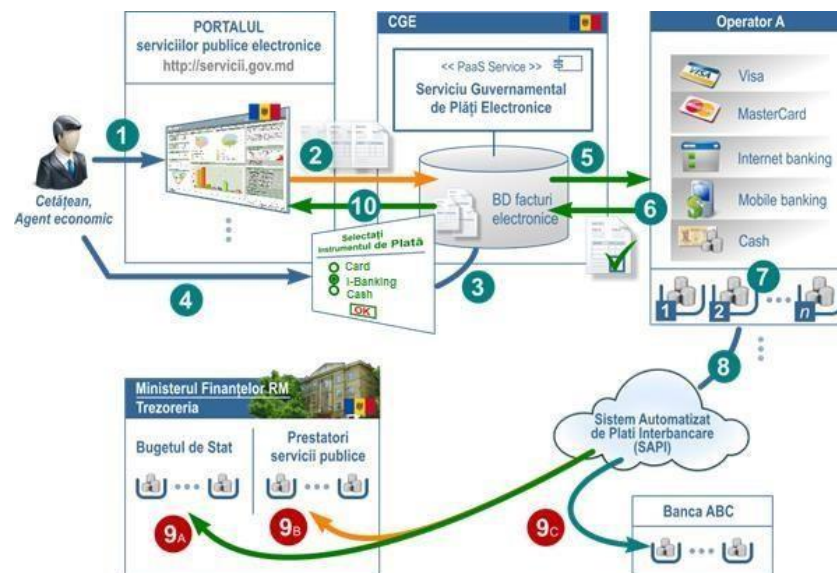 PORTALUL
serviciilor publice electronice
http://servicii.gov.md
CGE
<< PaaS Service >>
Serviciu Guvernamental
de Plăți Electronice
Operator A
Visa
MasterCard
Internet banking
Mobile banking
Cash
VISA
MasterCard
1
2
5
10
6
BD facturi
electronice
Cetățean,
Agent economic
Selectați
instrumentul de Plată
Card
I-Banking
Cash
OK
4
3
7
1
2
n
8
Ministerul Finanțelor RM
Trezoreria
Bugetul de Stat
Prestatori
servicii publice
Sistem Automatizat
de Plati Interbancare
(SAPI)
9A
9B
9C
Banca ABC